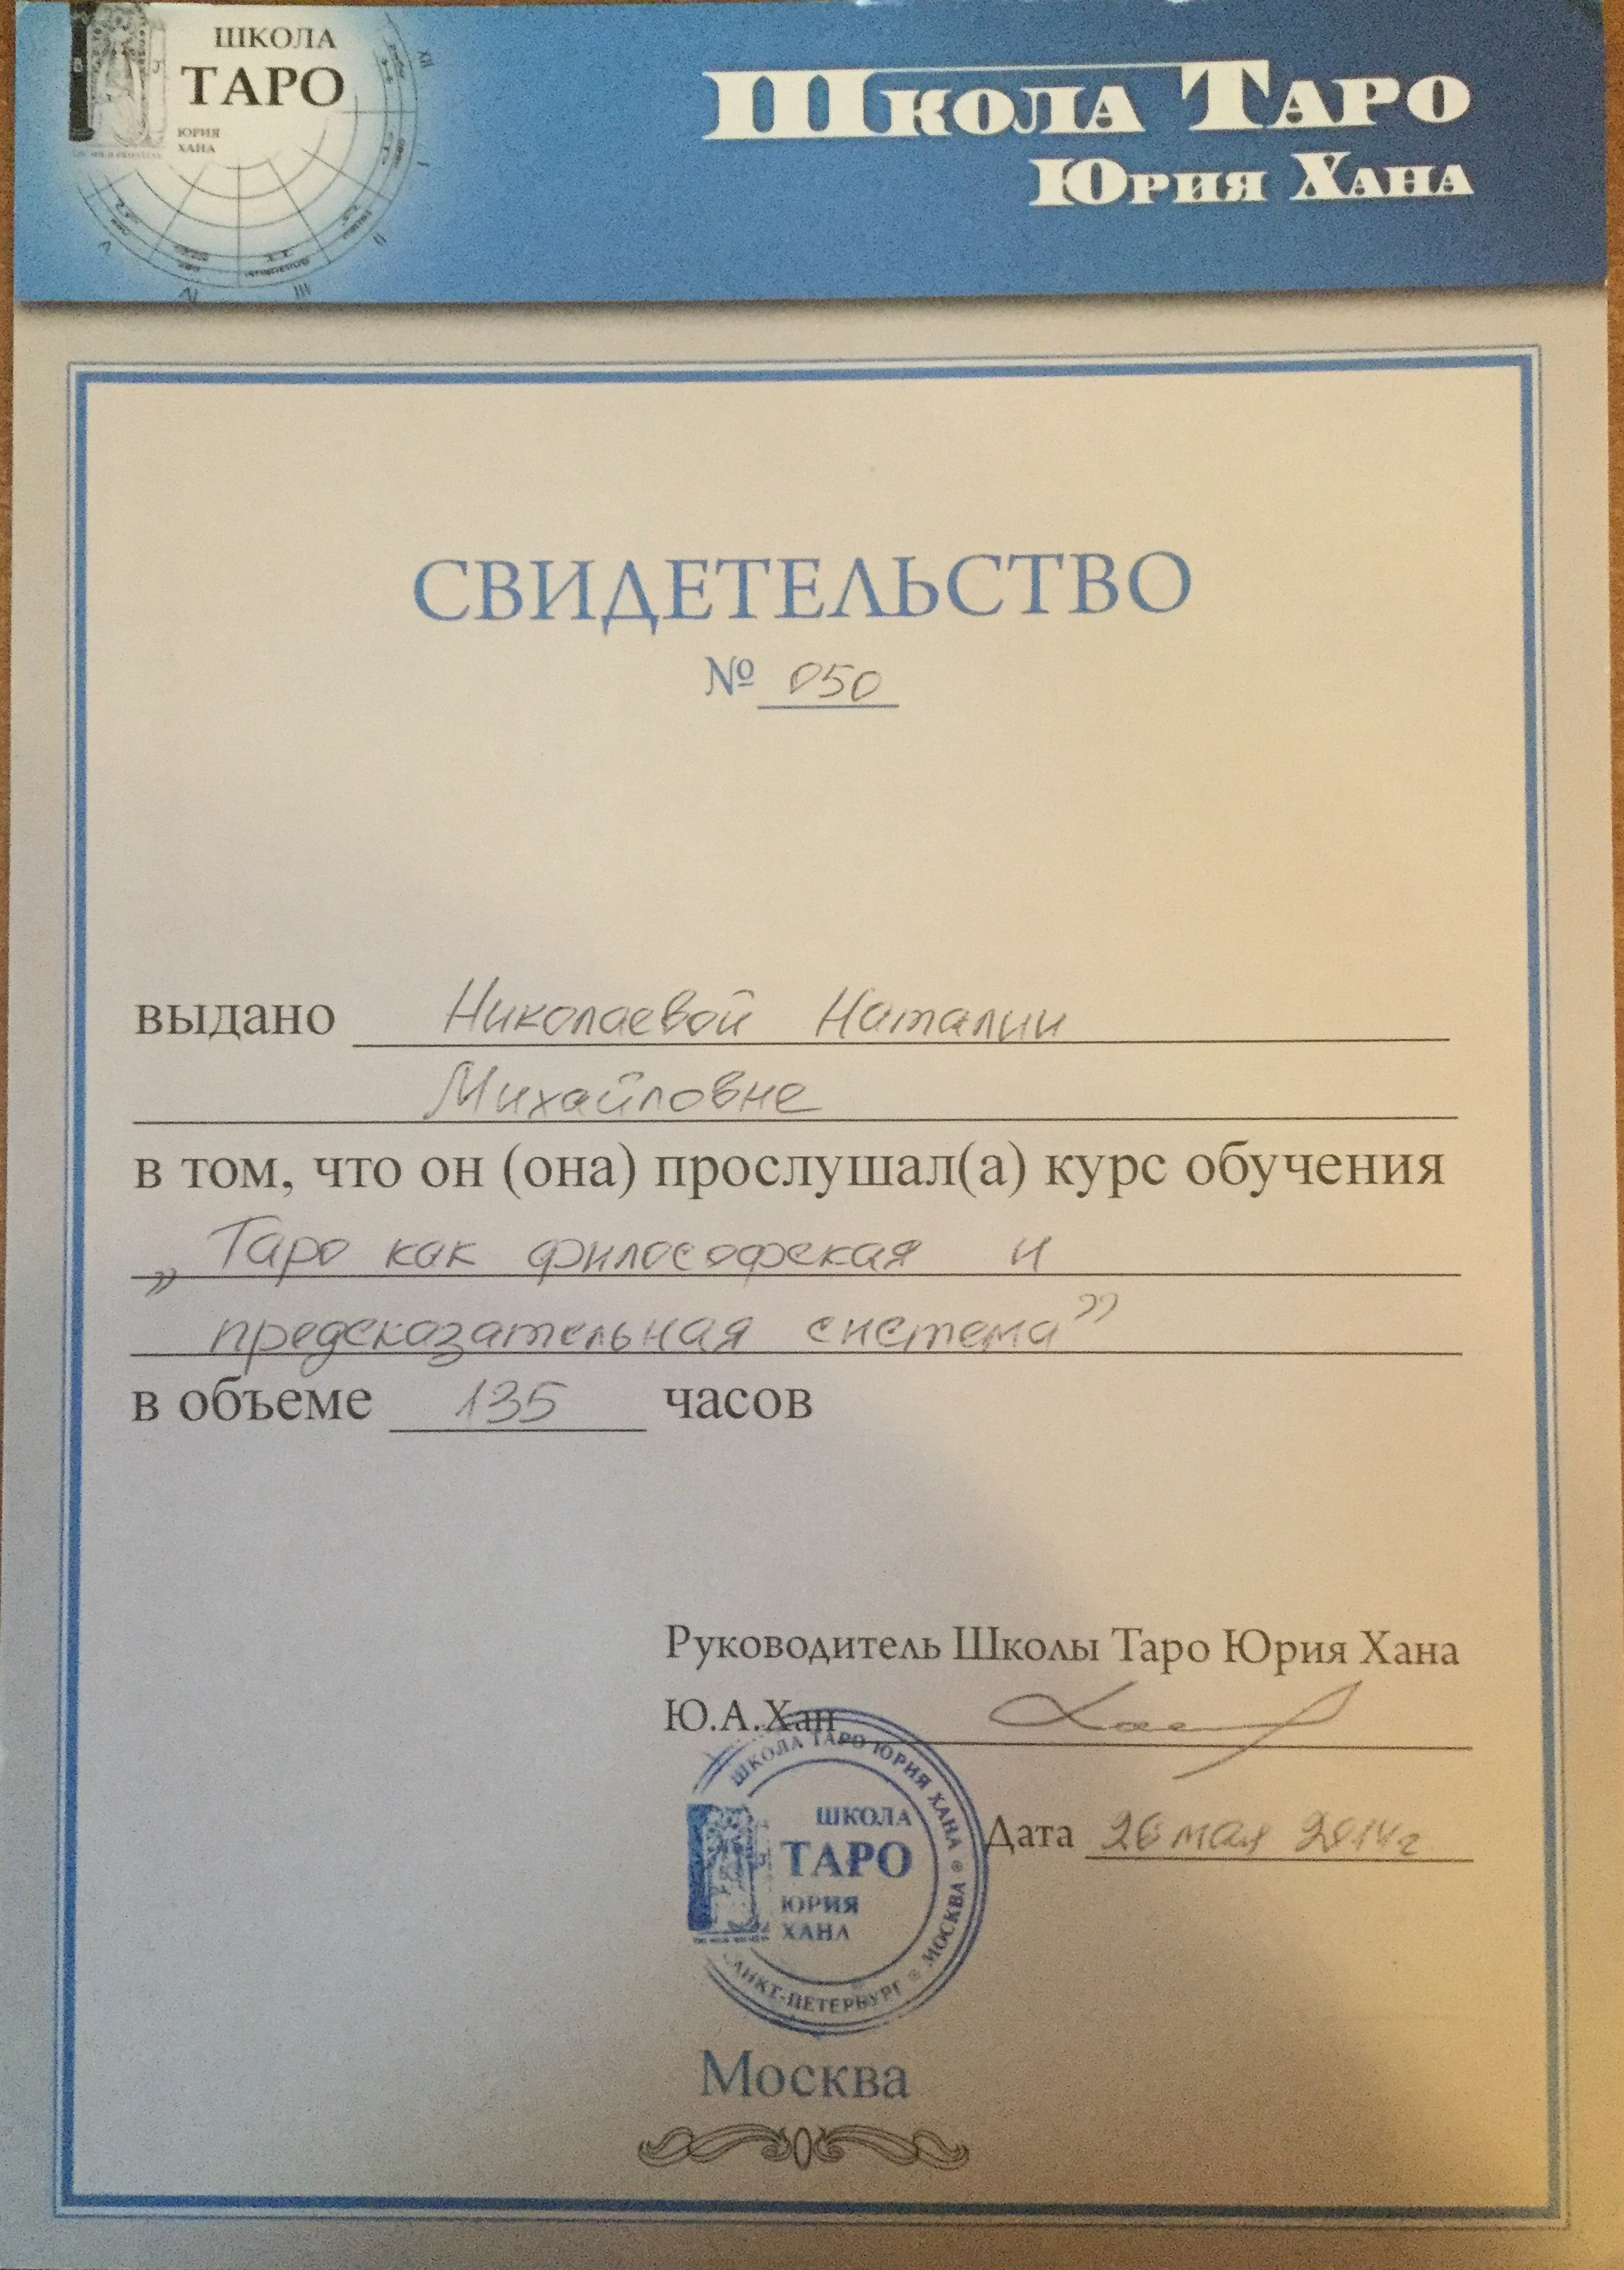 ШКОЛА
ТАРО
ЮРИЯ
ХАНА
Школа Таро
Юрия Хана
СВИДЕТЕЛЬСТВО
№ 050
выдано Николаевой Наталии
Михайловне
в том, что он (она) прослушал(а) курс обучения
„Таро как философская и
предсказательная система”
в объеме 135 часов
Руководитель Школы Таро Юрия Хана
Ю.А.Хан
Дата 26 мая 2014г
ШКОЛА ТАРО ЮРИЯ ХАНА * МОСКВА * САНКТ-ПЕТЕРБУРГ
ШКОЛА
ТАРО
ЮРИЯ
ХАНА
Москва